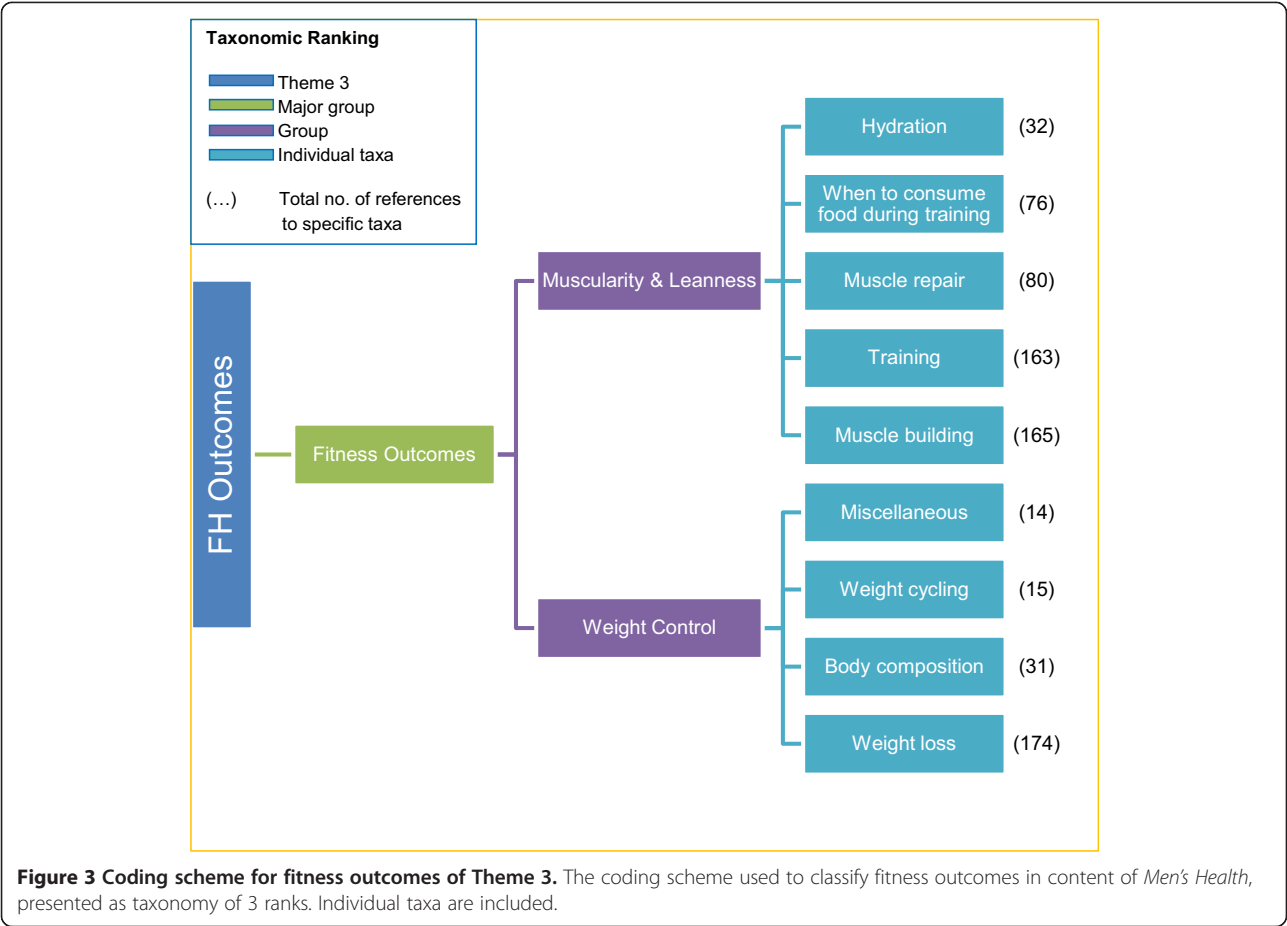 Taxonomic Ranking
Theme 3
Major group
Group
Individual taxa
(...) Total no. of references
to specific taxa
FH Outcomes
Fitness Outcomes
Muscularity & Leanness
Hydration (32)
When to consume
food during training (76)
Muscle repair (80)
Training (163)
Muscle building (165)
Weight Control
Miscellaneous (14)
Weight cycling (15)
Body composition (31)
Weight loss (174)
Figure 3 Coding scheme for fitness outcomes of Theme 3. The coding scheme used to classify fitness outcomes in content of Men's Health,
presented as taxonomy of 3 ranks. Individual taxa are included.